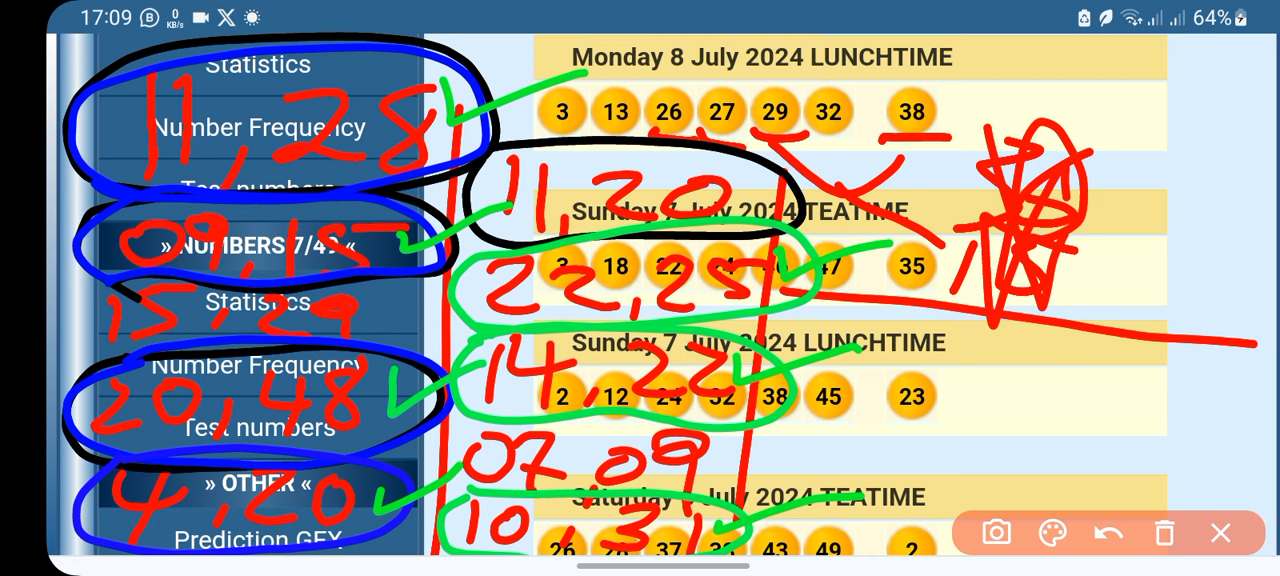 17:09 0 KB/s X 64%
Statistics
Number Frequency
11, 28
» NUMBERS 7/49 «
09, 15
Statistics
15, 29
Number Frequency
20, 48
Test numbers
» OTHER «
4, 20
Monday 8 July 2024 LUNCHTIME
3 13 26 27 29 32 38
11, 20
Sunday 7 July 2024 TEATIME
3 18 22 47 35
22, 25
Sunday 7 July 2024 LUNCHTIME
14, 22
2 12 24 32 38 45 23
07, 09
Saturday July 2024 TEATIME
10, 31
26 37 43 49 2